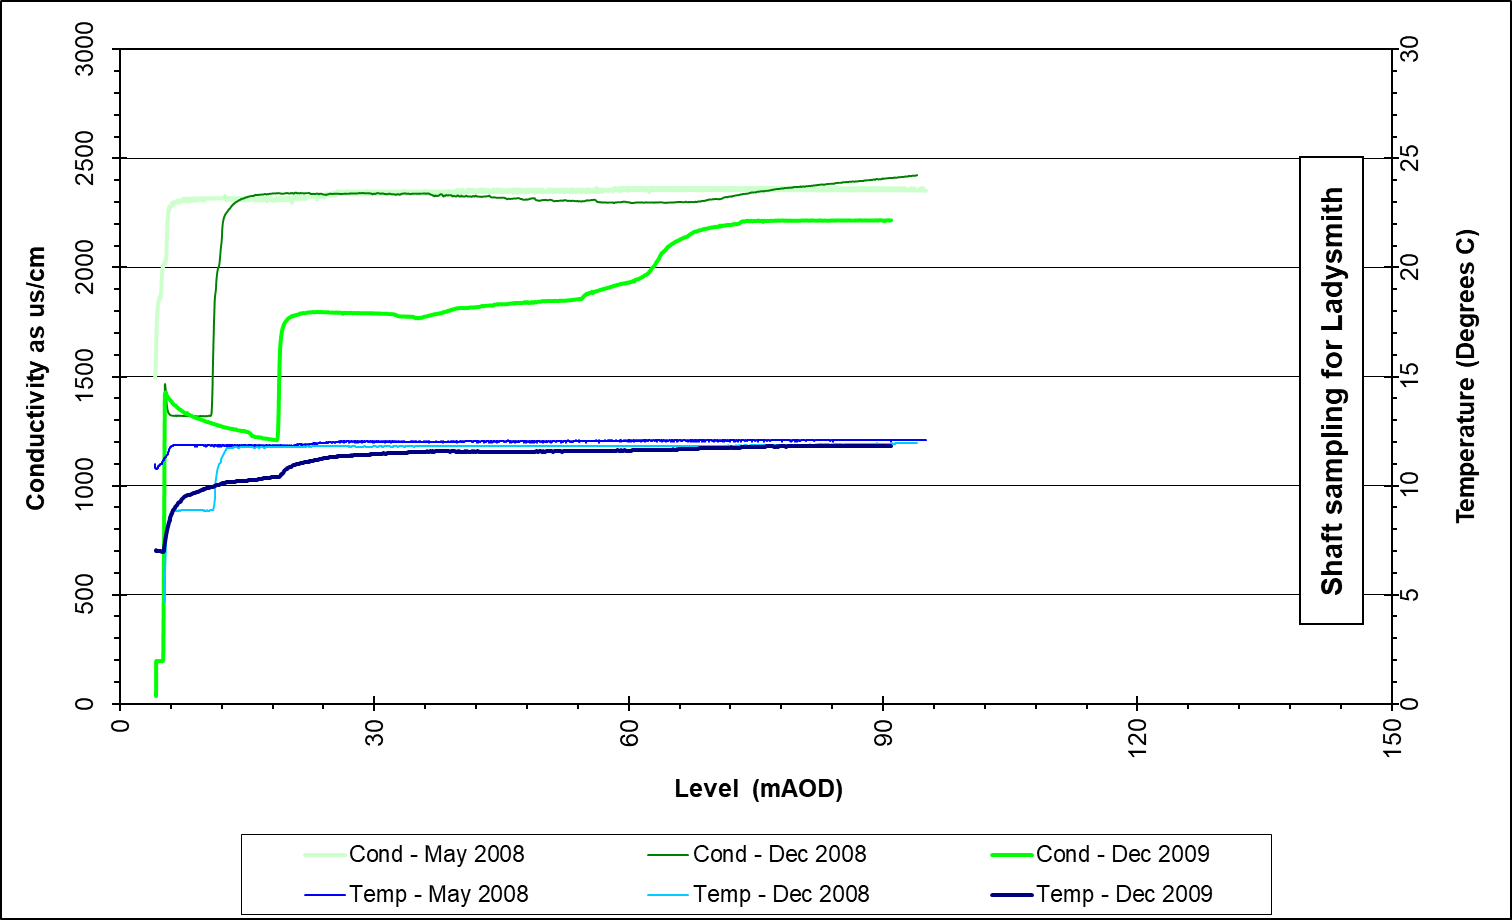 3000
2500
2000
1500
1000
500
0
Conductivity as us/cm
30
25
20
15
10
5
0
Temperature (Degrees C)
Shaft sampling for Ladysmith
0
30
60
90
120
150
Level (mAOD)
Cond - May 2008
Cond - Dec 2008
Cond - Dec 2009
Temp - May 2008
Temp - Dec 2008
Temp - Dec 2009